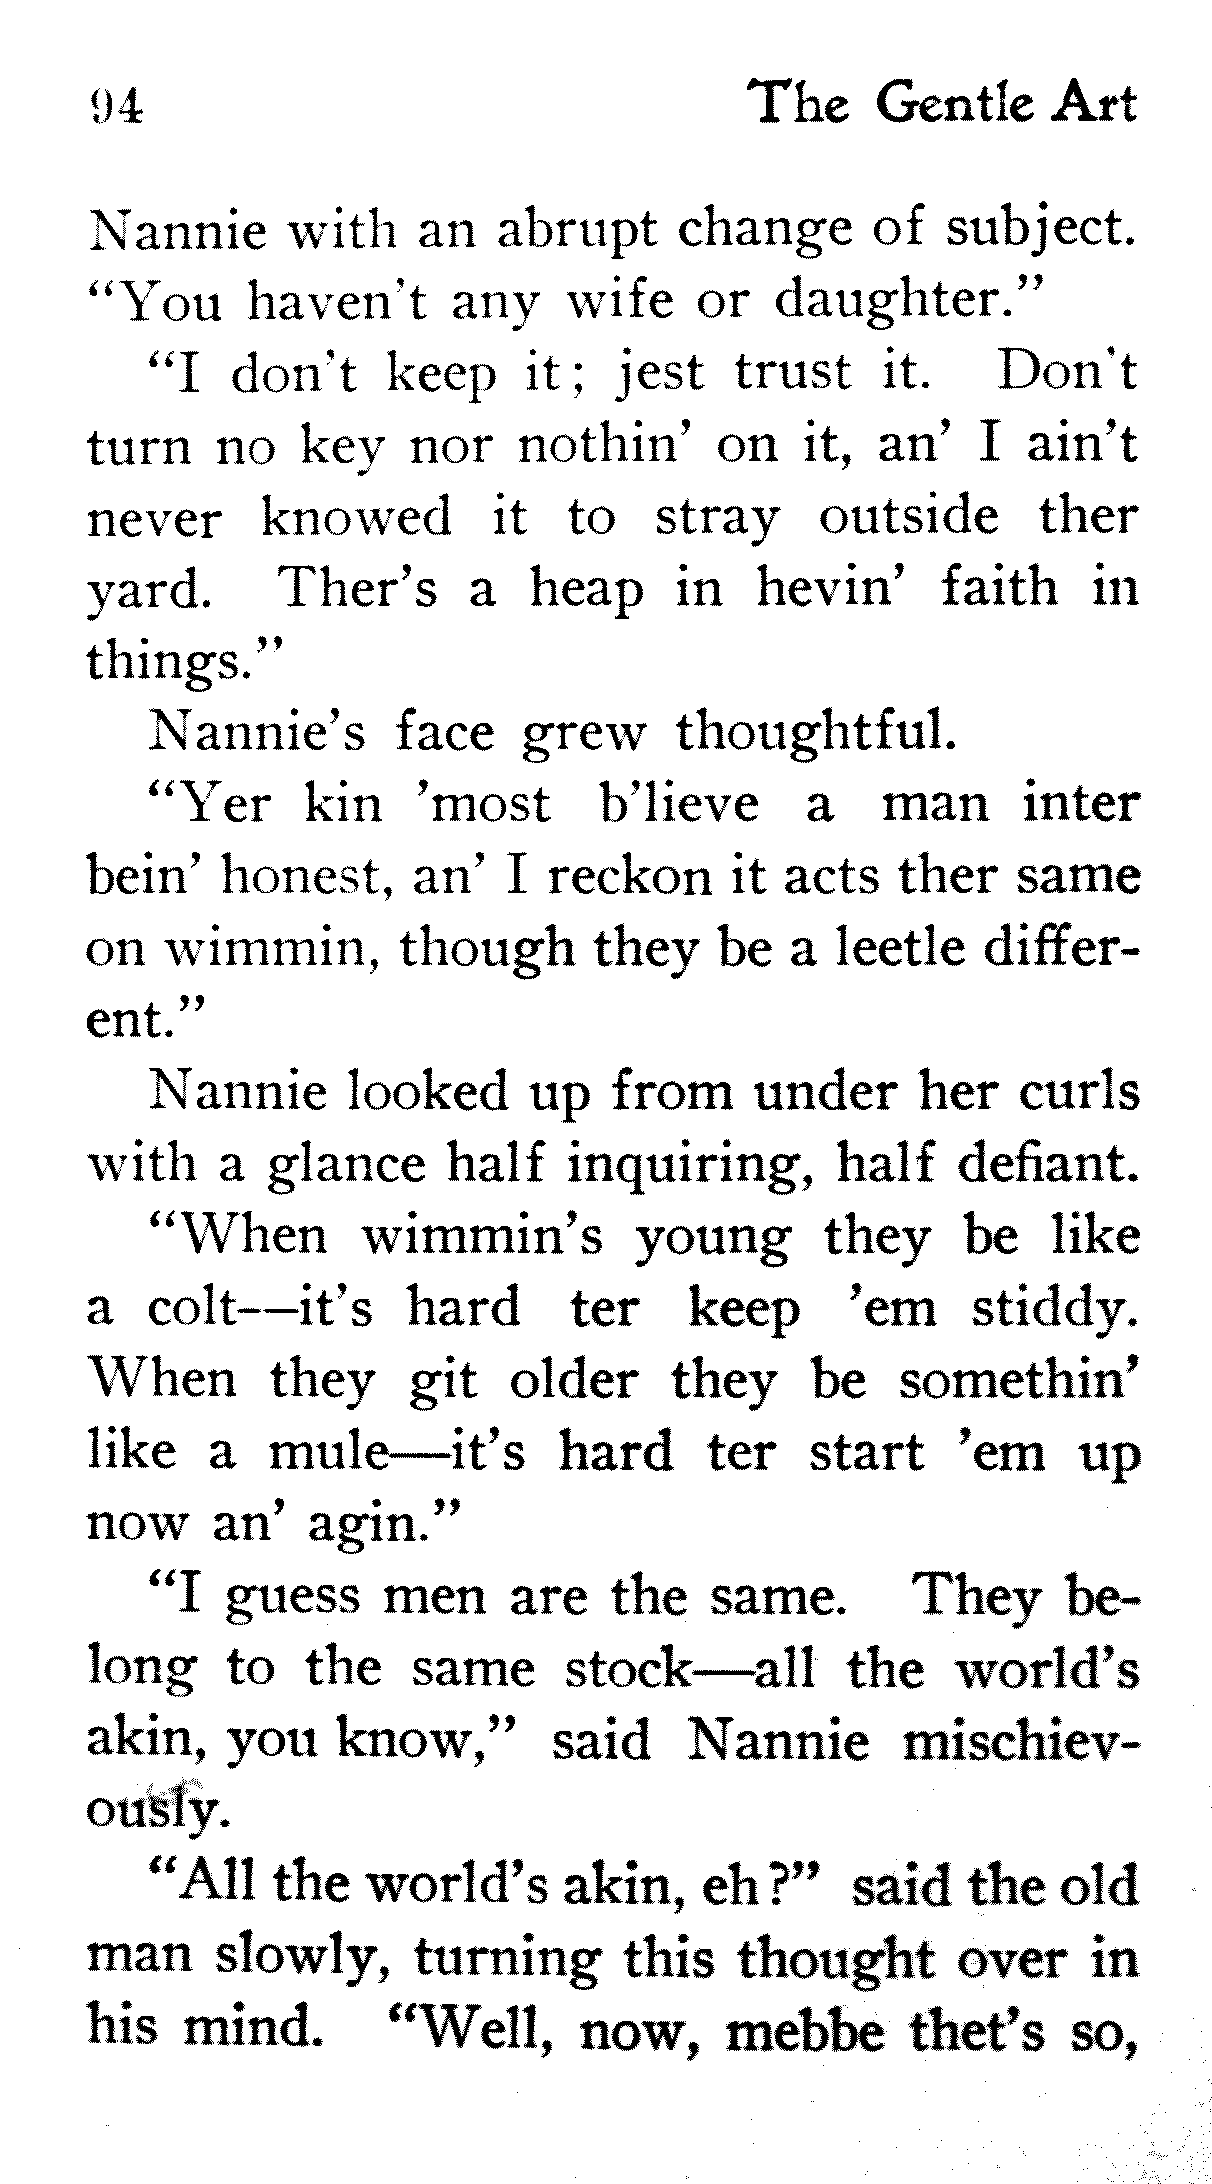 94 The Gentle Art
Nannie with an abrupt change of subject.
“You haven't any wife or daughter.”
“I don't keep it; jest trust it. Don't
turn no key nor nothin’ on it, an’ I ain't
never knowed it to stray outside ther
yard. Ther’s a heap in hevin’ faith in
things.”
Nannie’s face grew thoughtful.
“Yer kin ’most b’lieve a man inter
bein’ honest, an’ I reckon it acts ther same
on wimmin, though they be a leetle differ-
ent.”
Nannie looked up from under her curls
with a glance half inquiring, half defiant.
“When wimmin’s young they be like
a colt--it’s hard ter keep ’em stiddy.
When they git older they be somethin’
like a mule—it’s hard ter start ’em up
now an’ agin.”
“I guess men are the same. They be-
long to the same stock—all the world’s
akin, you know,” said Nannie mischiev-
ously.
“All the world’s akin, eh?” said the old
man slowly, turning this thought over in
his mind. “Well, now, mebbe thet’s so,